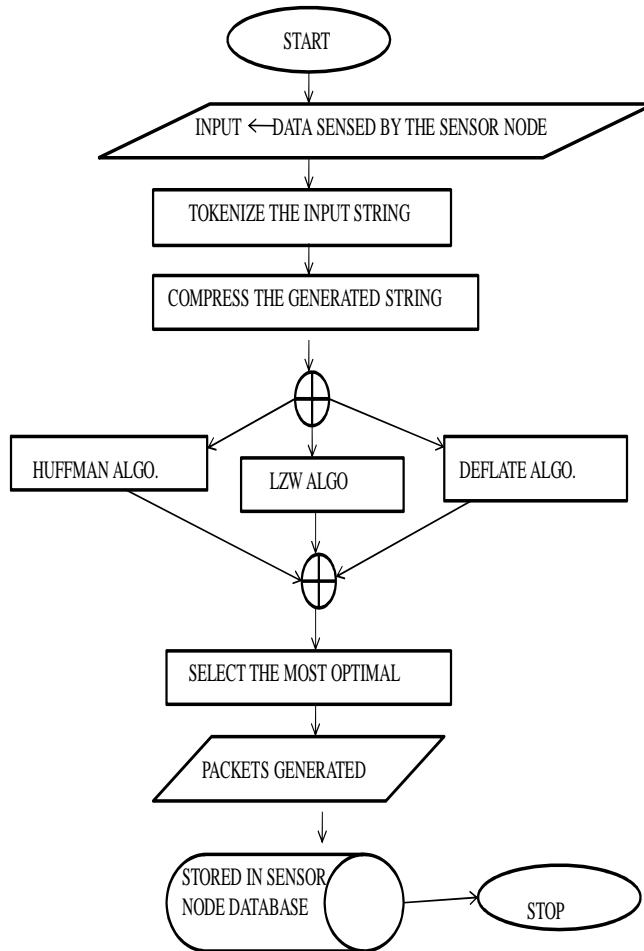 START
INPUT ← DATA SENSED BY THE SENSOR NODE
TOKENIZE THE INPUT STRING
COMPRESS THE GENERATED STRING
HUFFMAN ALGO.
LZW ALGO
DEFLATE ALGO.
SELECT THE MOST OPTIMAL
PACKETS GENERATED
STORED IN SENSOR
NODE DATABASE
STOP